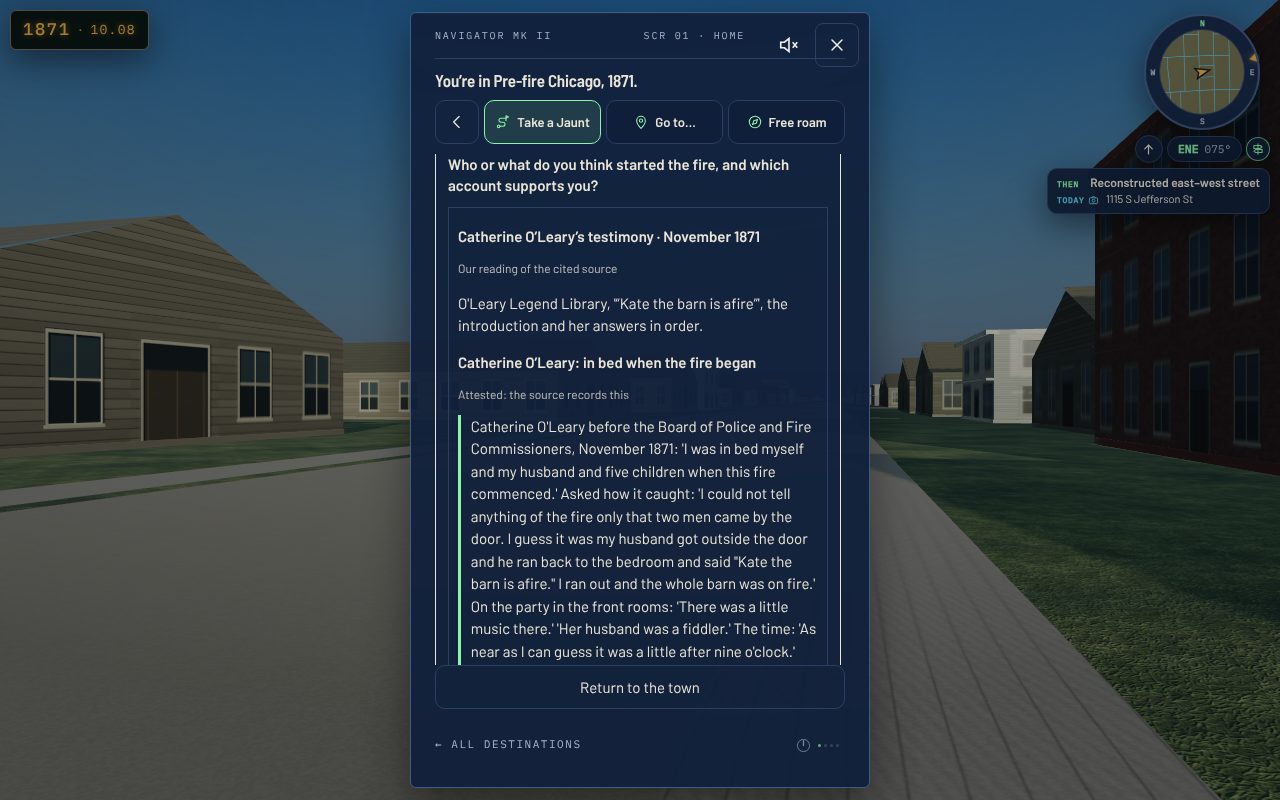 1871 · 10.08
NAVIGATOR MK II
SCR 01 · HOME
You're in Pre-fire Chicago, 1871.
Take a Jaunt
Go to...
Free roam
Who or what do you think started the fire, and which
account supports you?
Catherine O'Leary's testimony · November 1871
Our reading of the cited source
O'Leary Legend Library, "'Kate the barn is afire'", the
introduction and her answers in order.
Catherine O'Leary: in bed when the fire began
Attested: the source records this
Catherine O'Leary before the Board of Police and Fire
Commissioners, November 1871: 'I was in bed myself
and my husband and five children when this fire
commenced.' Asked how it caught: 'I could not tell
anything of the fire only that two men came by the
door. I guess it was my husband got outside the door
and he ran back to the bedroom and said "Kate the
barn is afire." I ran out and the whole barn was on fire.'
On the party in the front rooms: 'There was a little
music there.' 'Her husband was a fiddler.' The time: 'As
near as I can guess it was a little after nine o'clock.'
Return to the town
← ALL DESTINATIONS
N
W
E
S
ENE 075°
THEN Reconstructed east–west street
TODAY 1115 S Jefferson St